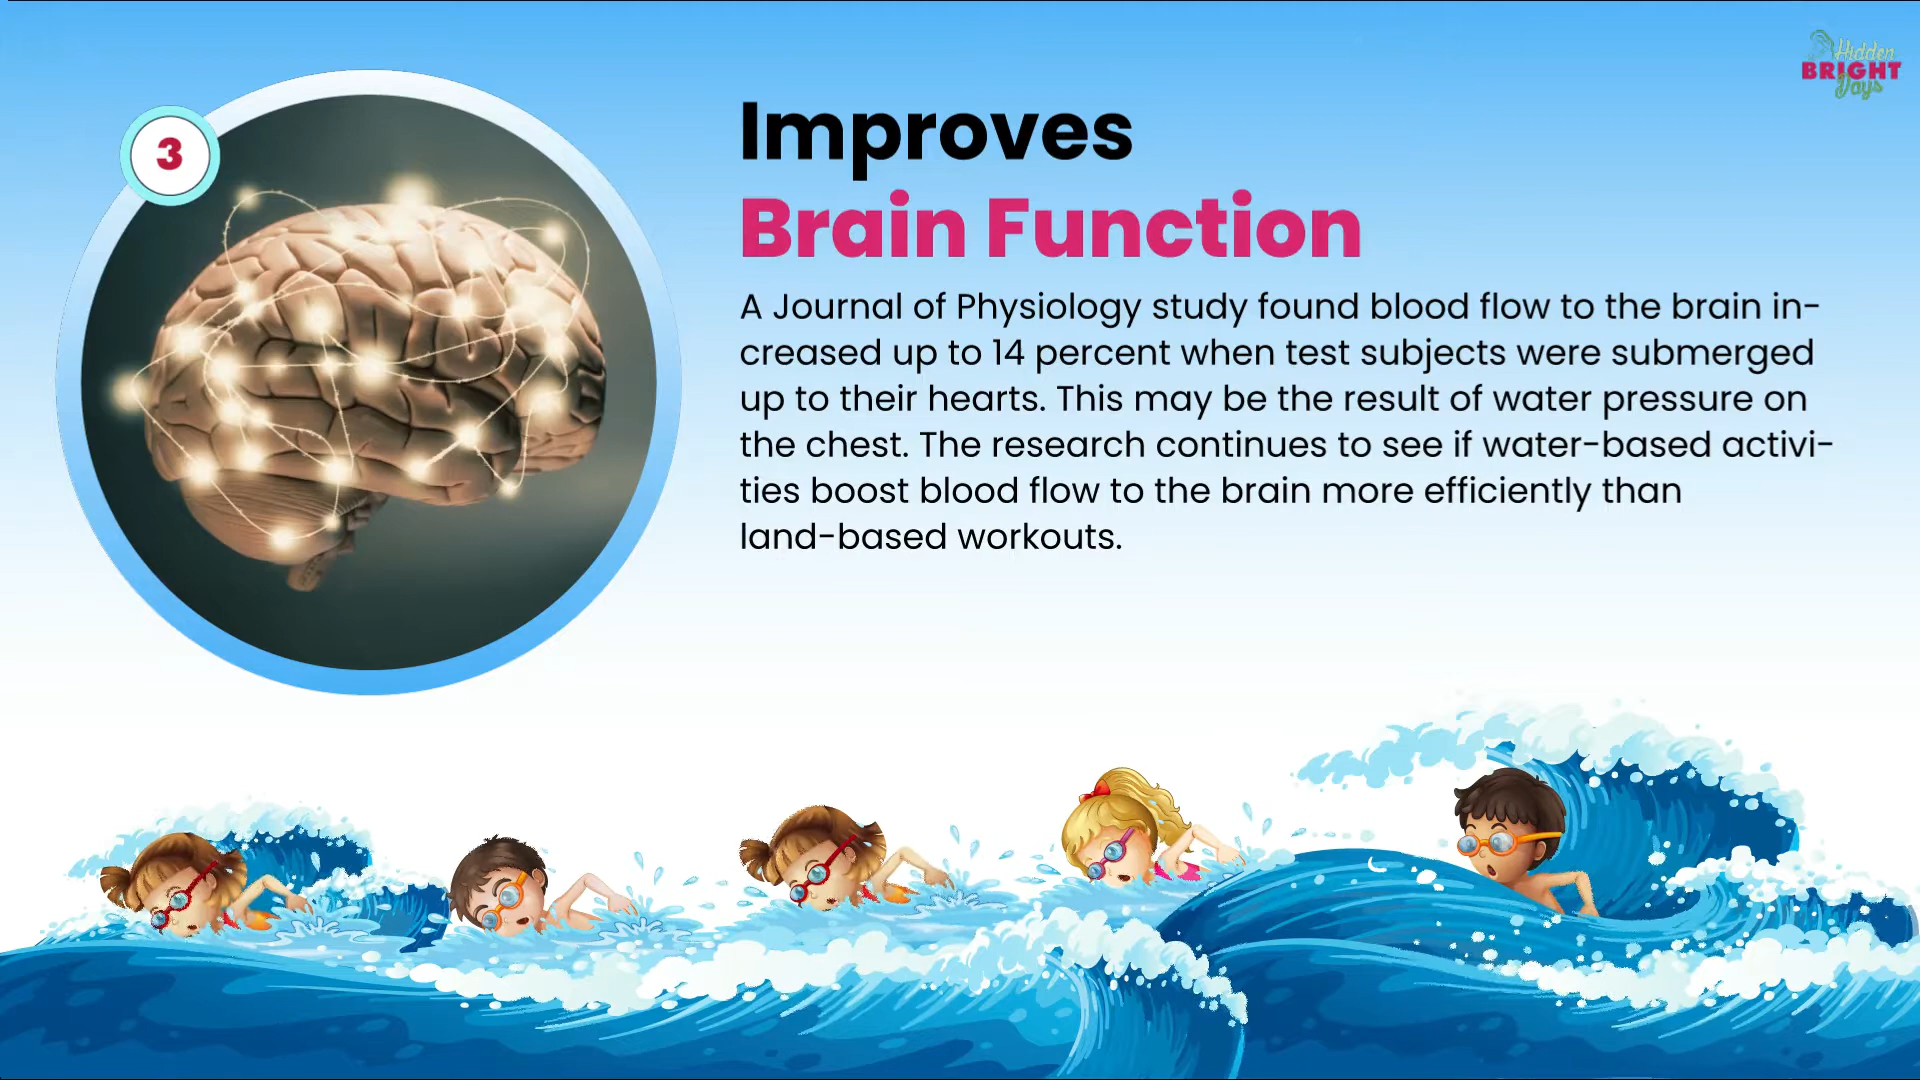 Hidden
BRIGHT
Days
3
Improves
Brain Function
A Journal of Physiology study found blood flow to the brain in-
creased up to 14 percent when test subjects were submerged
up to their hearts. This may be the result of water pressure on
the chest. The research continues to see if water-based activi-
ties boost blood flow to the brain more efficiently than
land-based workouts.